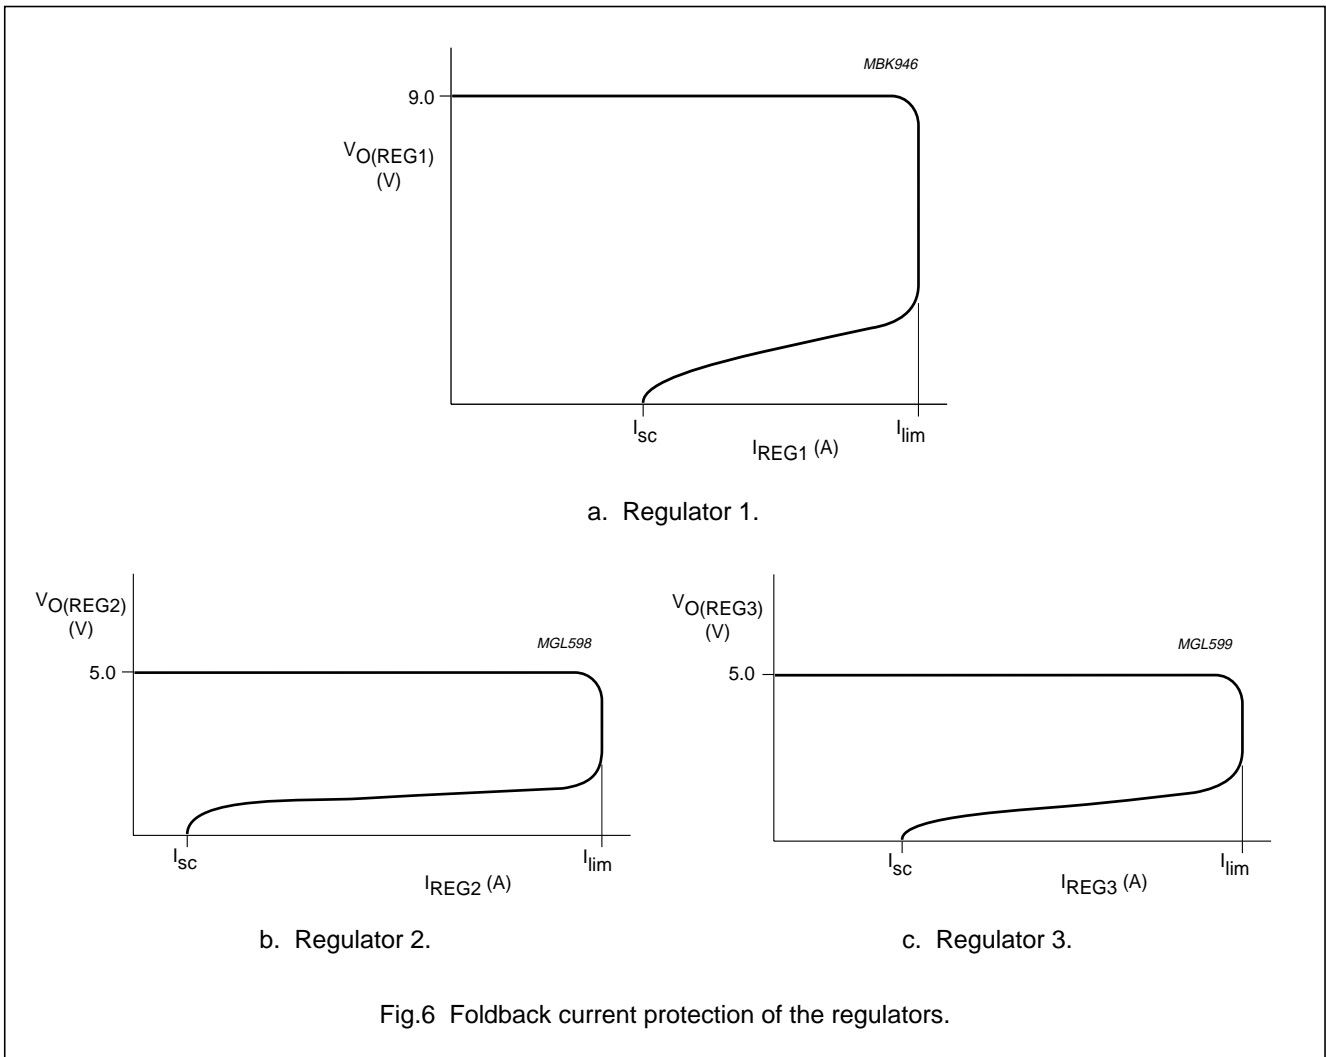 MBK946
9.0
VO(REG1)
(V)
Isc
Ilim
IREG1 (A)
a. Regulator 1.
VO(REG2)
(V)
MGL598
5.0
Isc
Ilim
IREG2 (A)
b. Regulator 2.
VO(REG3)
(V)
MGL599
5.0
Isc
Ilim
IREG3 (A)
c. Regulator 3.
Fig.6 Foldback current protection of the regulators.